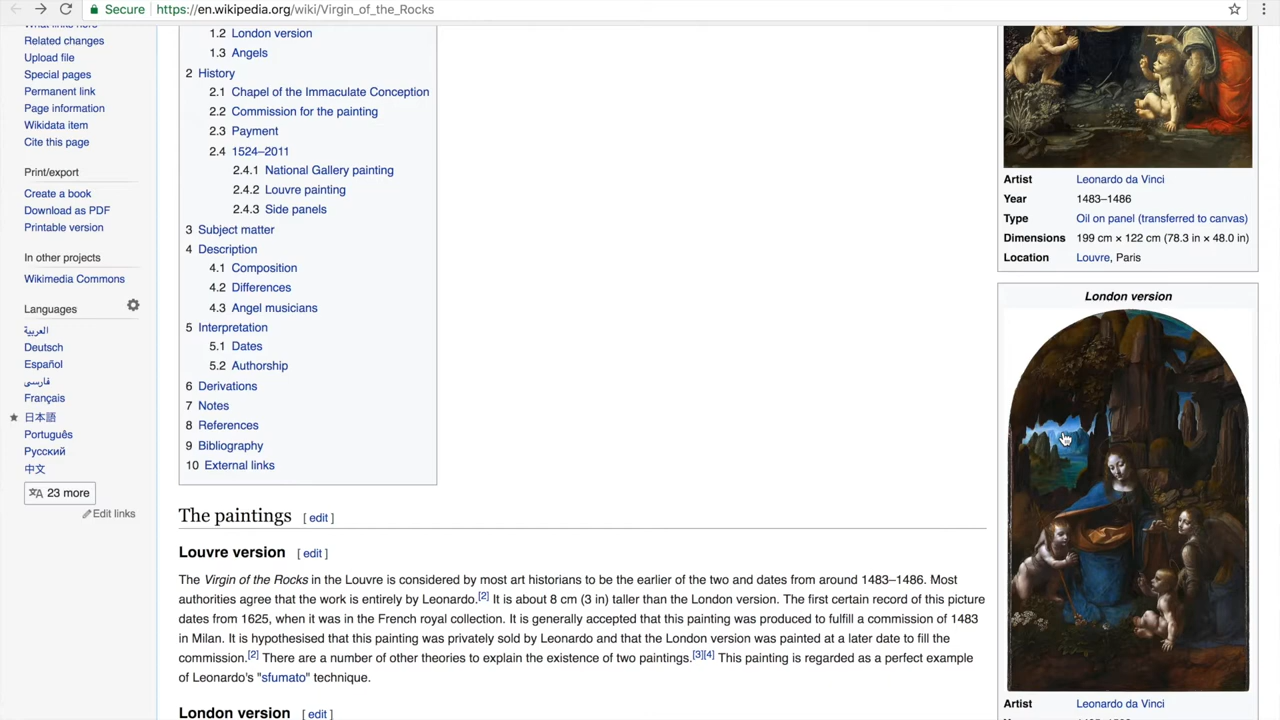 Secure https://en.wikipedia.org/wiki/Virgin_of_the_Rocks
What links here
Related changes
Upload file
Special pages
Permanent link
Page information
Wikidata item
Cite this page
Print/export
Create a book
Download as PDF
Printable version
In other projects
Wikimedia Commons
Languages
العربية
Deutsch
Español
فارسی
Français
日本語
Português
Русский
中文
23 more
Edit links
1.2 London version
1.3 Angels
2 History
2.1 Chapel of the Immaculate Conception
2.2 Commission for the painting
2.3 Payment
2.4 1524–2011
2.4.1 National Gallery painting
2.4.2 Louvre painting
2.4.3 Side panels
3 Subject matter
4 Description
4.1 Composition
4.2 Differences
4.3 Angel musicians
5 Interpretation
5.1 Dates
5.2 Authorship
6 Derivations
7 Notes
8 References
9 Bibliography
10 External links
The paintings [ edit ]
Louvre version [ edit ]
The Virgin of the Rocks in the Louvre is considered by most art historians to be the earlier of the two and dates from around 1483–1486. Most
authorities agree that the work is entirely by Leonardo.[2] It is about 8 cm (3 in) taller than the London version. The first certain record of this picture
dates from 1625, when it was in the French royal collection. It is generally accepted that this painting was produced to fulfill a commission of 1483
in Milan. It is hypothesised that this painting was privately sold by Leonardo and that the London version was painted at a later date to fill the
commission.[2] There are a number of other theories to explain the existence of two paintings.[3][4] This painting is regarded as a perfect example
of Leonardo's "sfumato" technique.
London version [ edit ]
Artist Leonardo da Vinci
Year 1483–1486
Type Oil on panel (transferred to canvas)
Dimensions 199 cm × 122 cm (78.3 in × 48.0 in)
Location Louvre, Paris
London version
Artist Leonardo da Vinci